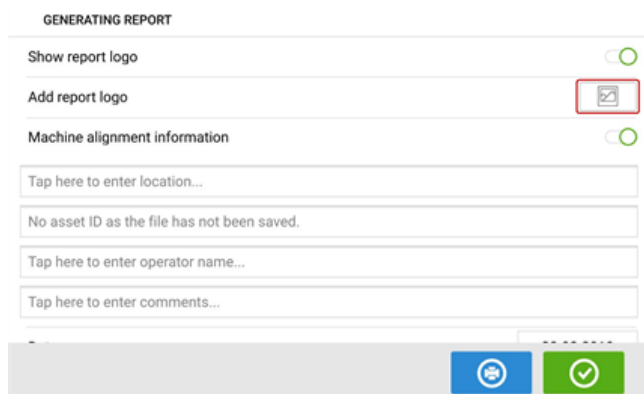 GENERATING REPORT
Show report logo
Add report logo
Machine alignment information
Tap here to enter location...
No asset ID as the file has not been saved.
Tap here to enter operator name...
Tap here to enter comments...